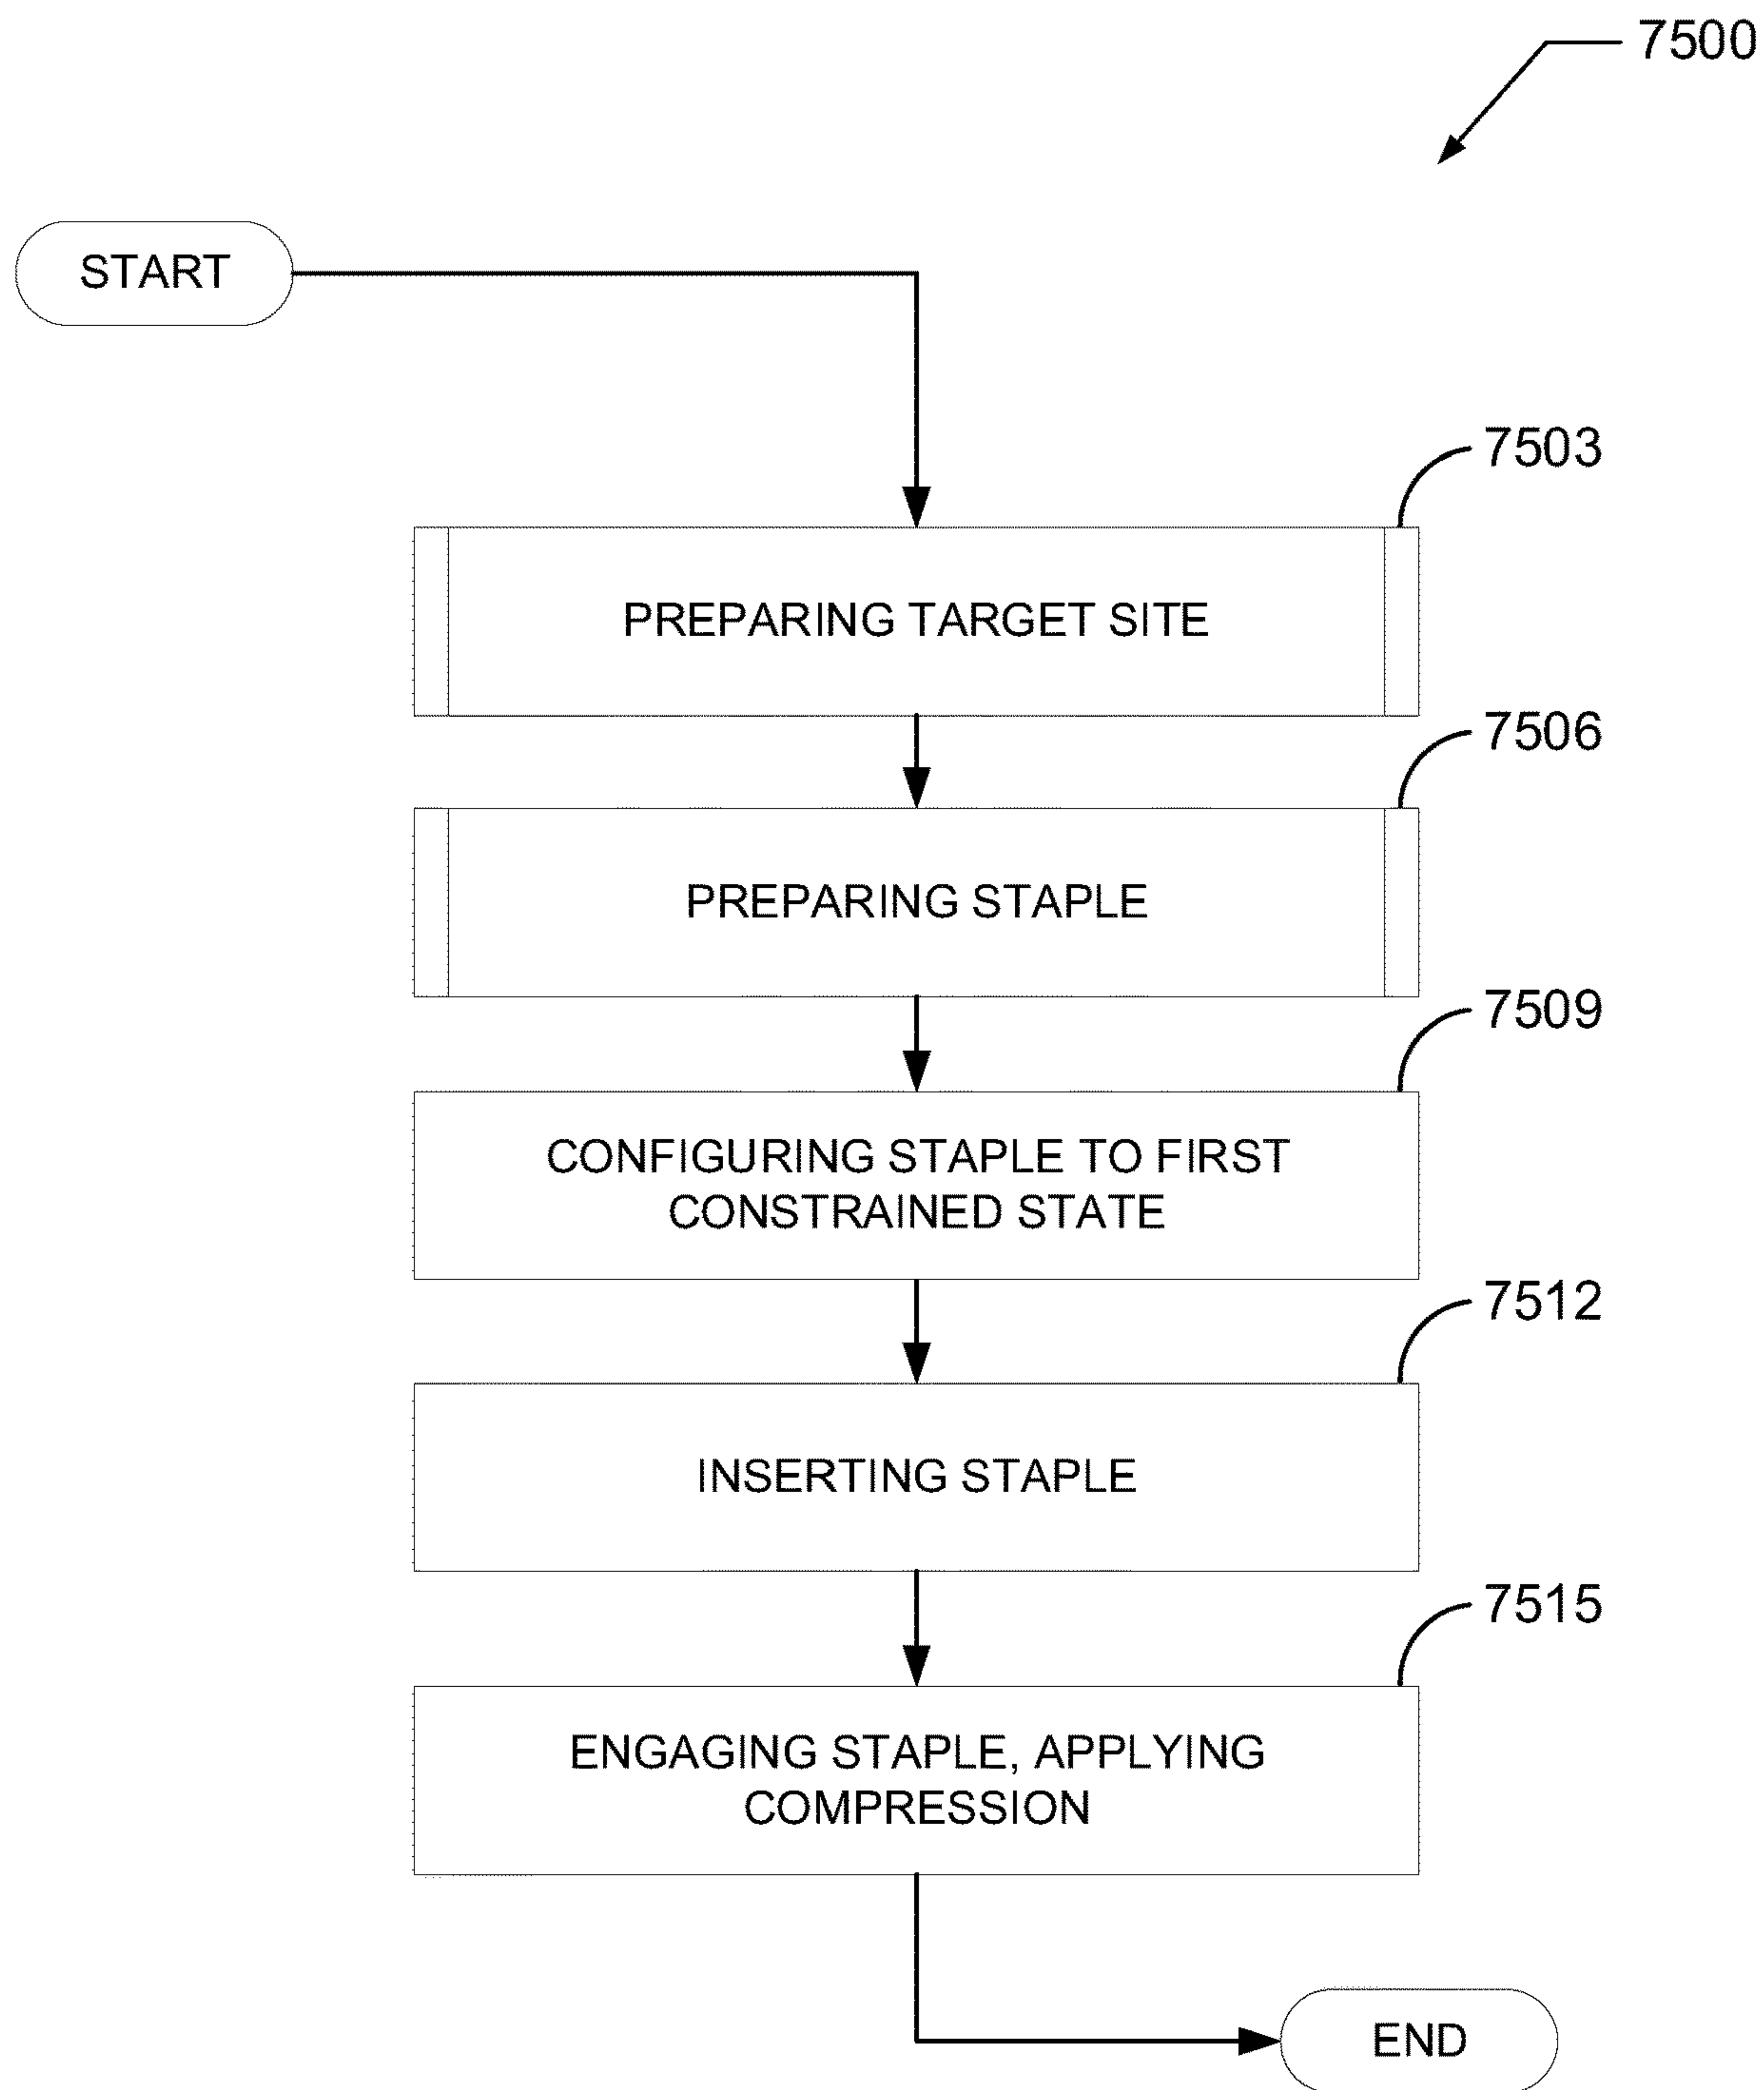 7500
START
7503
PREPARING TARGET SITE
7506
PREPARING STAPLE
7509
CONFIGURING STAPLE TO FIRST
CONSTRAINED STATE
7512
INSERTING STAPLE
7515
ENGAGING STAPLE, APPLYING
COMPRESSION
END